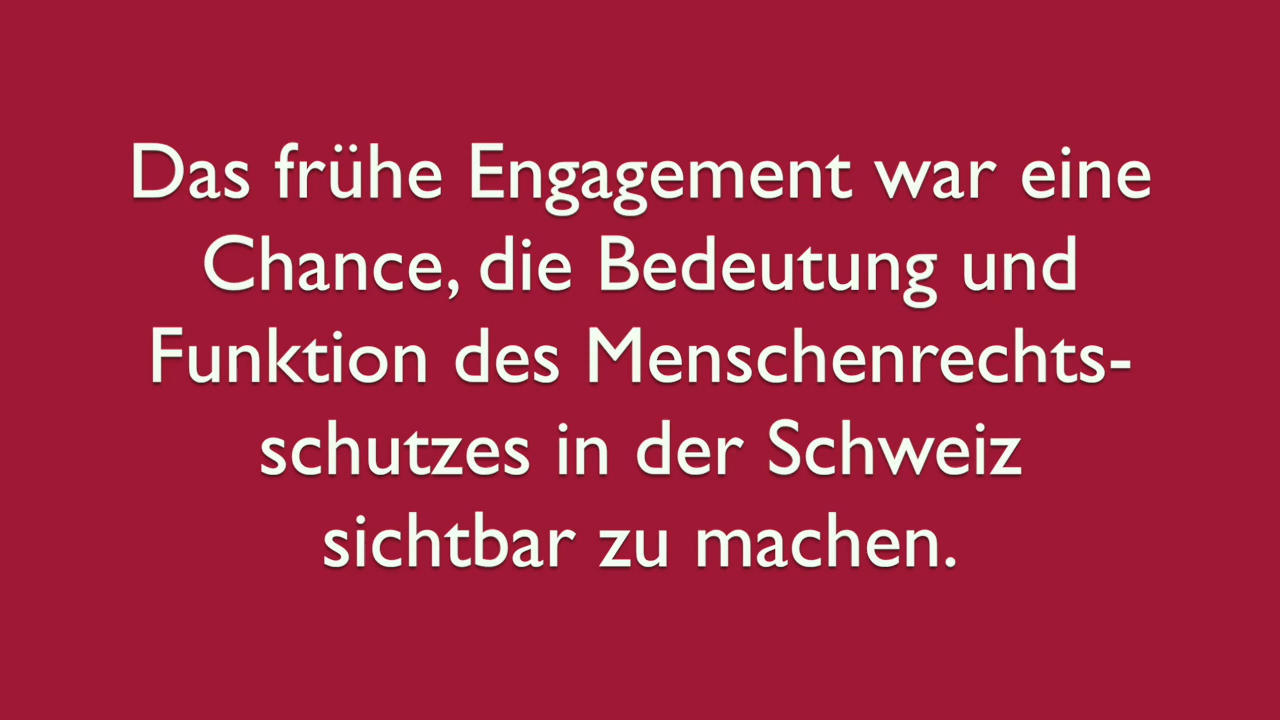 Das frühe Engagement war eine
Chance, die Bedeutung und
Funktion des Menschenrechts-
schutzes in der Schweiz
sichtbar zu machen.